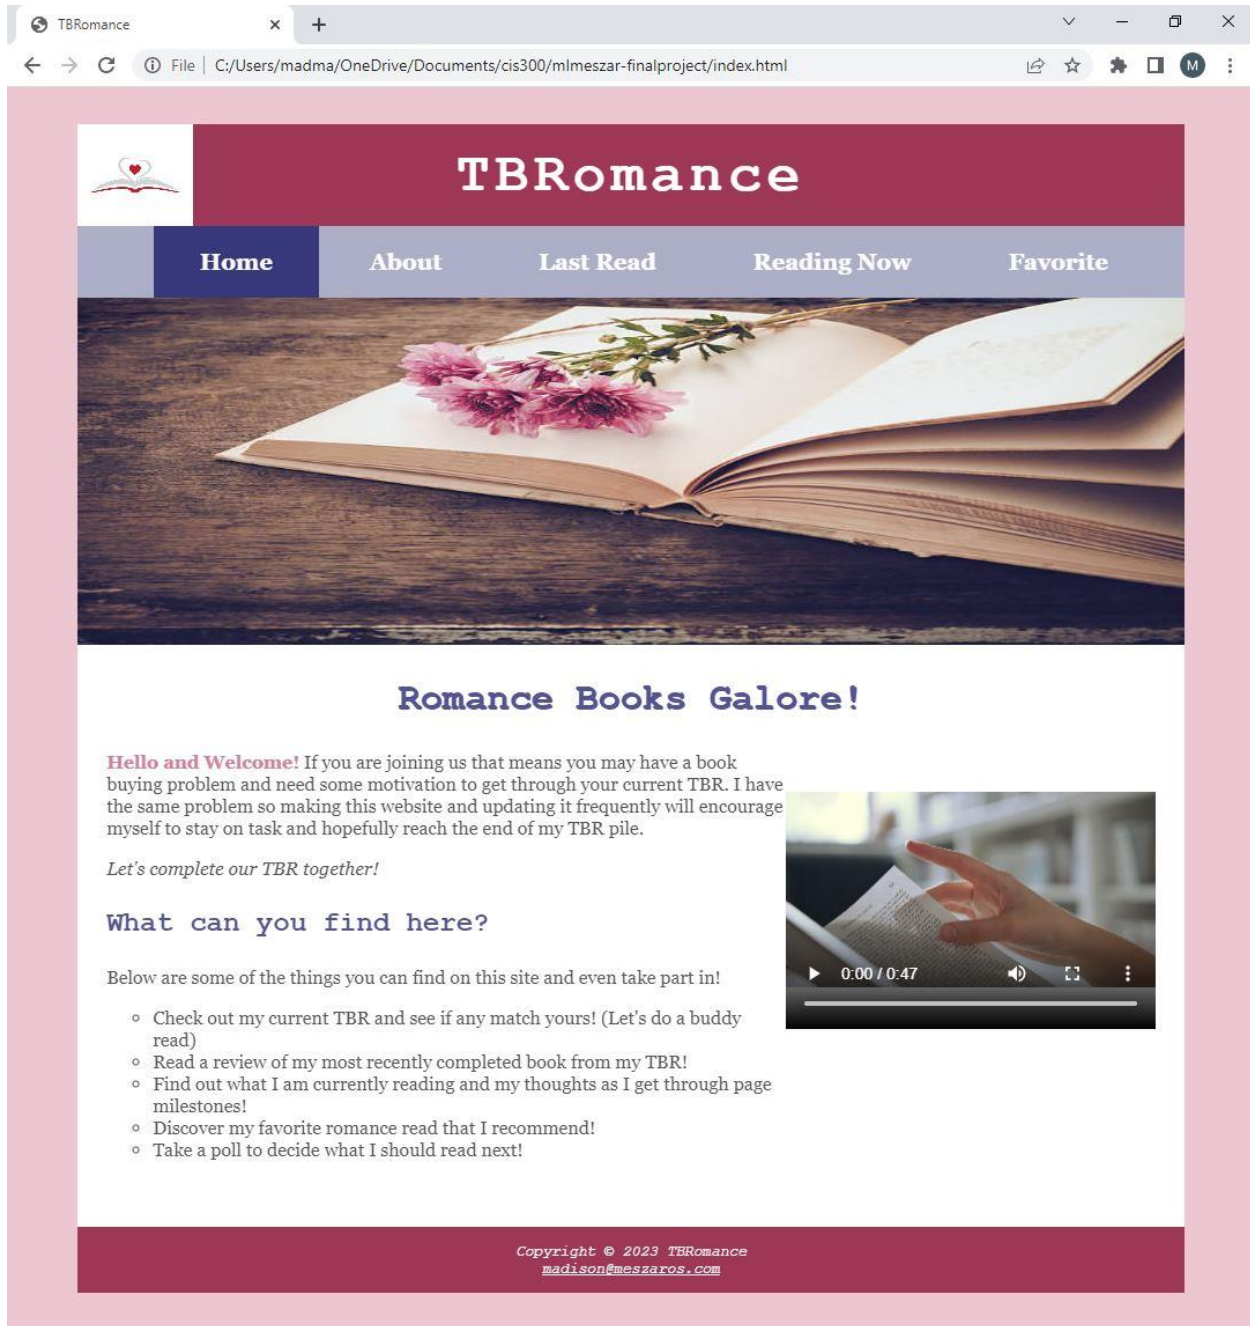 TBRomance
File
C:/Users/madma/OneDrive/Documents/cis300/mlmeszar-finalproject/index.html
M
TBRomance
Home About Last Read Reading Now Favorite
Romance Books Galore!
Hello and Welcome! If you are joining us that means you may have a book
buying problem and need some motivation to get through your current TBR. I have
the same problem so making this website and updating it frequently will encourage
myself to stay on task and hopefully reach the end of my TBR pile.
Let's complete our TBR together!
What can you find here?
Below are some of the things you can find on this site and even take part in!
Check out my current TBR and see if any match yours! (Let's do a buddy
read)
Read a review of my most recently completed book from my TBR!
Find out what I am currently reading and my thoughts as I get through page
milestones!
Discover my favorite romance read that I recommend!
Take a poll to decide what I should read next!
0:00 / 0:47
Copyright © 2023 TBRomance
madison@meszaros.com